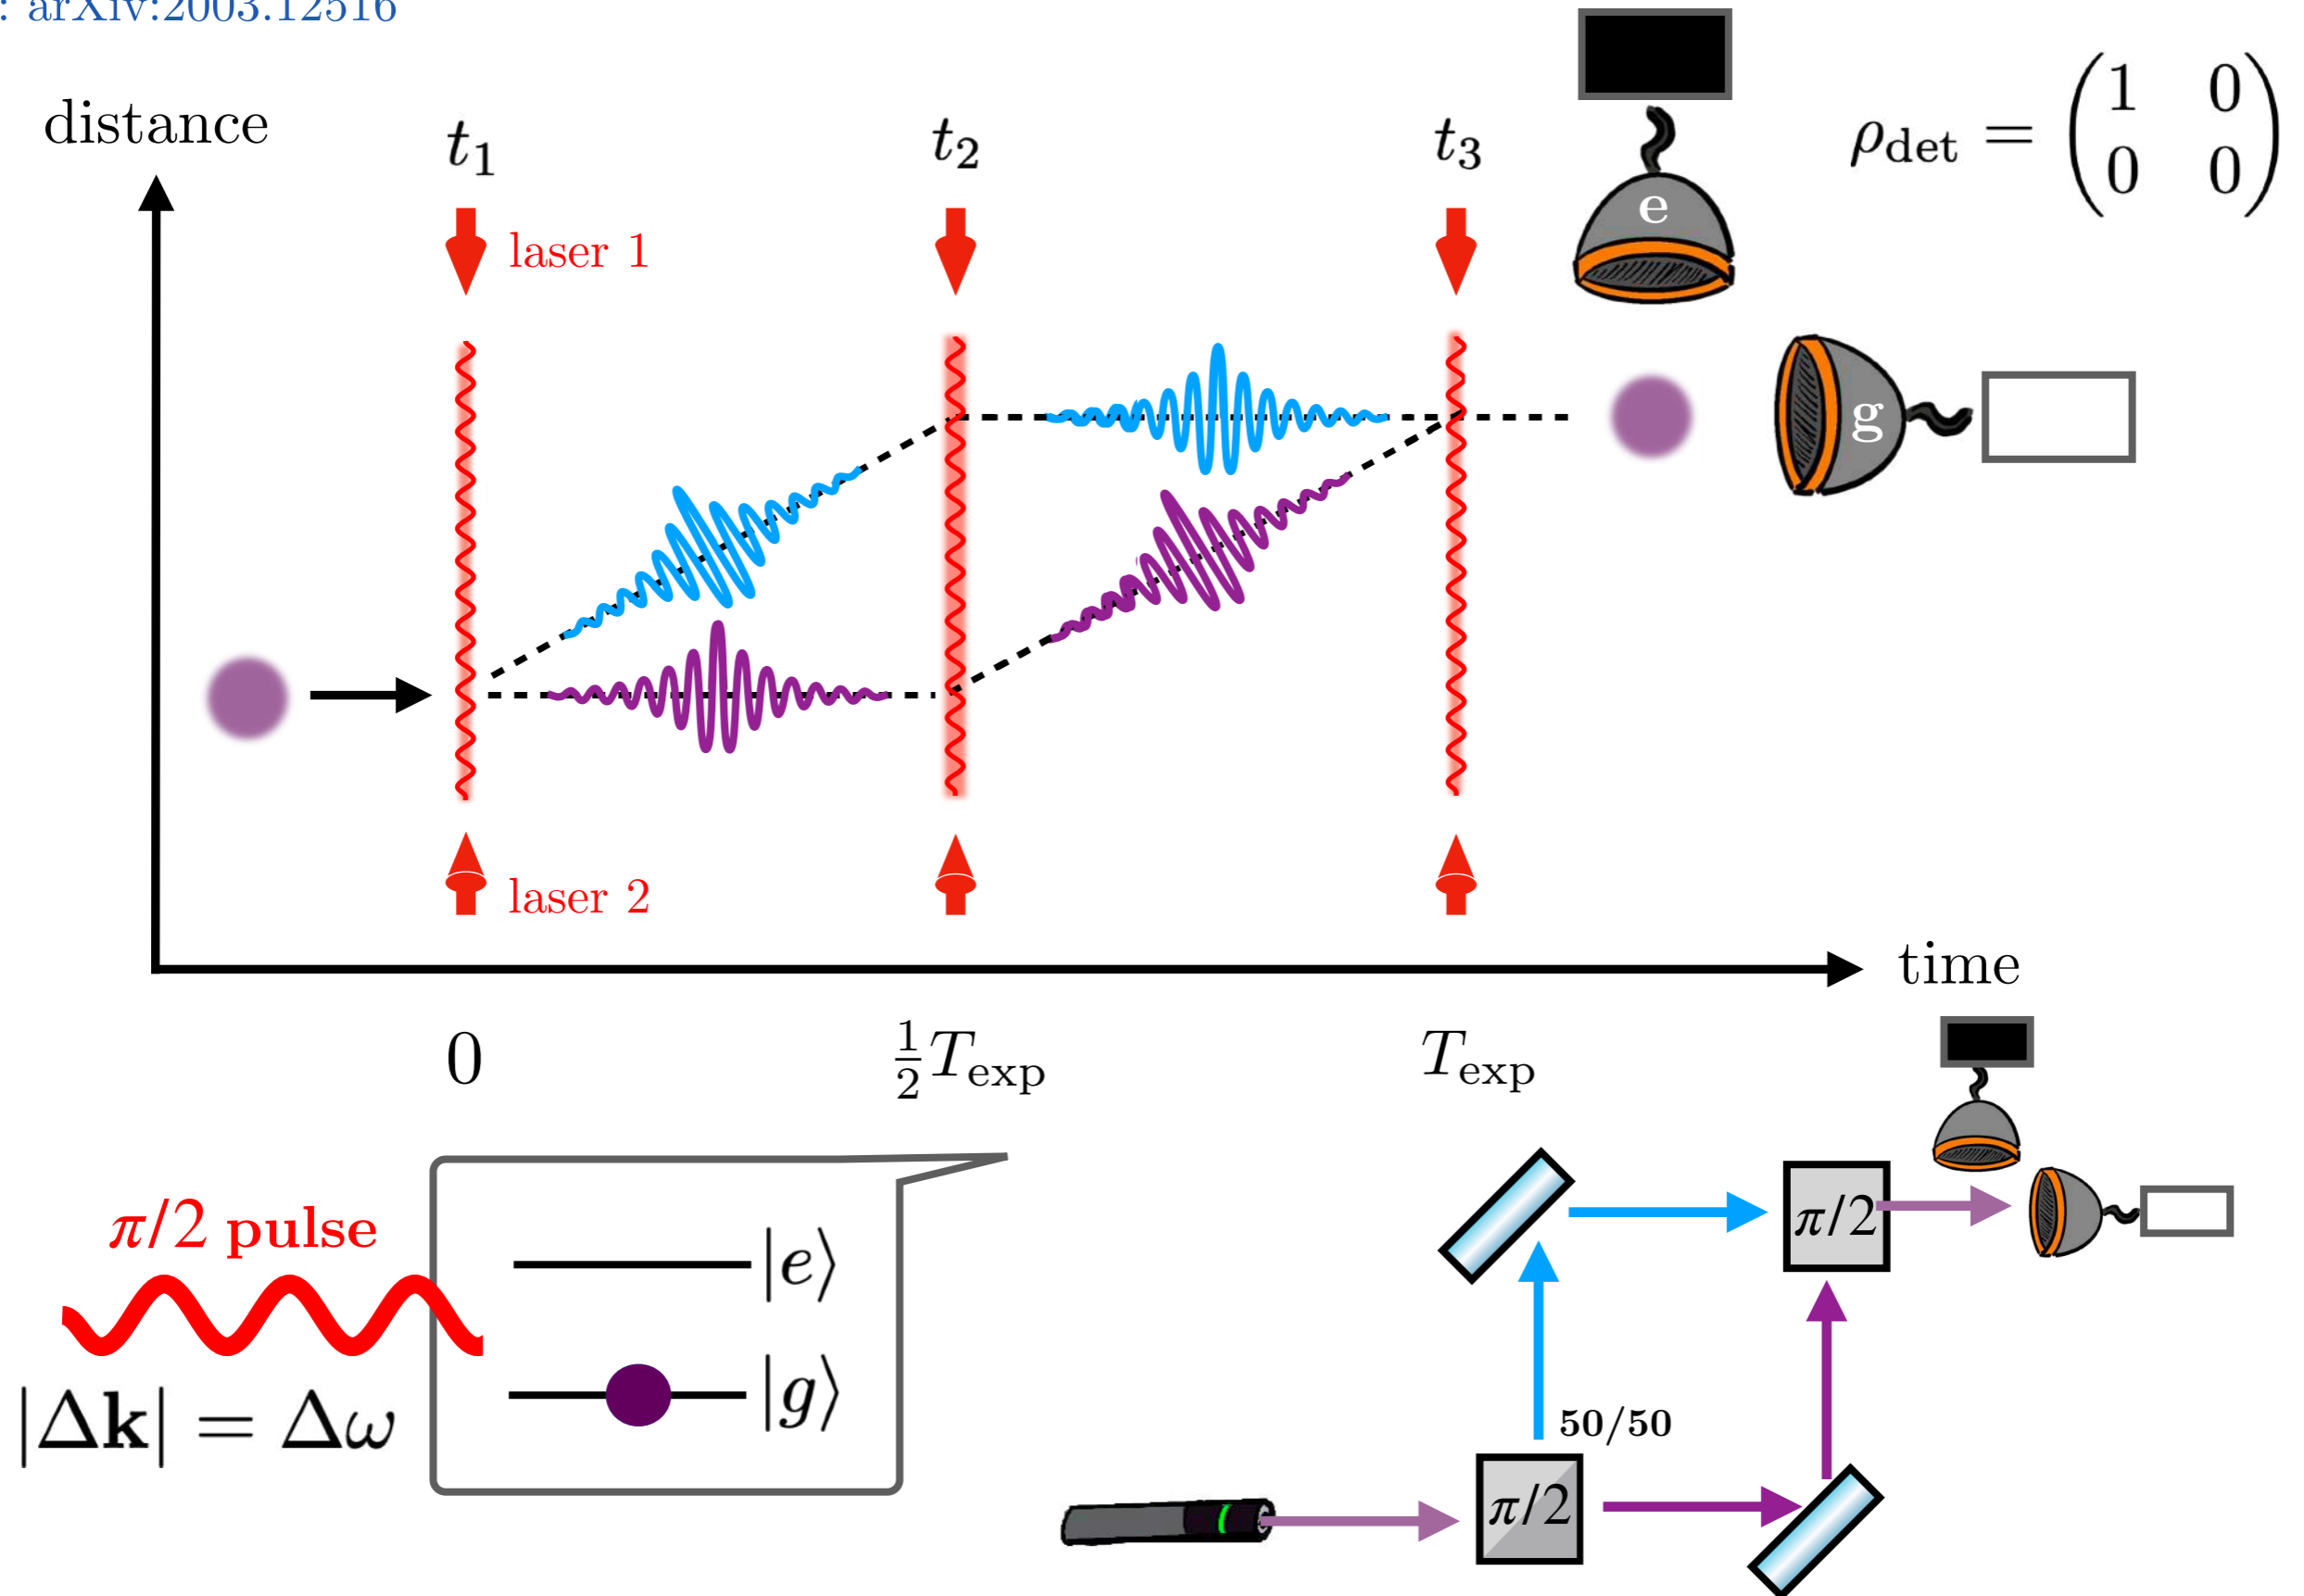 : arXiv:2003.12516
distance
t₁
t₂
t₃
e
ρ_det = (1 0
0 0)
laser 1
g
laser 2
time
0
½T_exp
T_exp
π/2 pulse
|e⟩
π/2
|g⟩
|Δk| = Δω
50/50
π/2